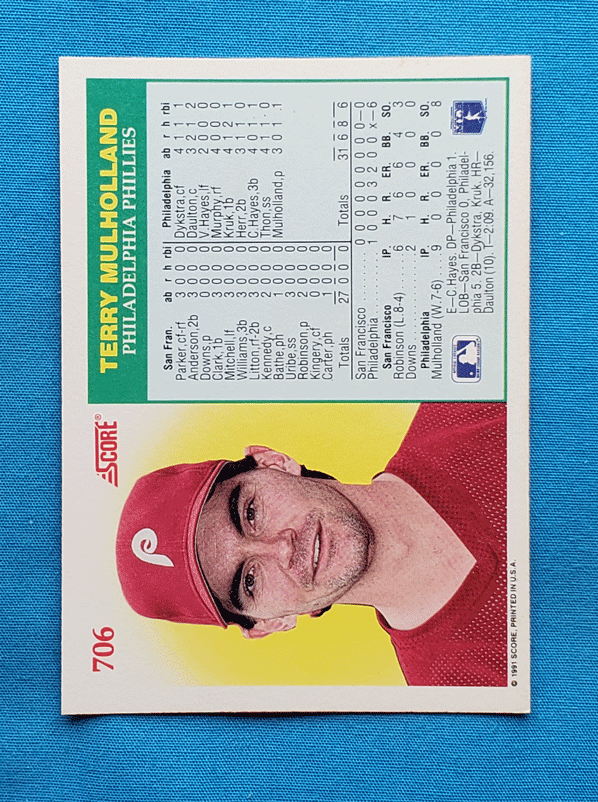 706
SCORE®
TERRY MULHOLLAND
PHILADELPHIA PHILLIES
San Fran. ab r h rbi
Parker,cf-rf 3 0 0 0
Anderson,2b 3 0 0 0
Downs,p 0 0 0 0
Clark,1b 3 0 0 0
Mitchell,lf 3 0 0 0
Williams,3b 3 0 0 0
Litton,rf-2b 3 0 0 0
Kennedy,c 2 0 0 0
Bathe,ph 1 0 0 0
Uribe,ss 3 0 0 0
Robinson,p 2 0 0 0
Kingery,cf 0 0 0 0
Carter,ph 1 0 0 0
Totals 27 0 0 0
Philadelphia ab r h rbi
Dykstra,cf 4 1 1 1
Daulton,c 3 2 1 2
V.Hayes,lf 2 0 0 0
Murphy,rf 4 0 0 0
Kruk,1b 4 1 2 1
Herr,2b 3 0 1 0
C.Hayes,3b 4 1 1 1
Thon,ss 4 1 1 0
Mulholland,p 3 0 1 1
Totals 31 6 8 6
San Francisco 0 0 0 0 0 0 0 0 0—0
Philadelphia 1 0 0 0 3 2 0 0 x—6
San Francisco IP. H. R. ER. BB. SO.
Robinson (L.8-4) 6 7 6 6 4 3
Downs 2 1 0 0 0 0
Philadelphia IP. H. R. ER. BB. SO.
Mulholland (W.7-6) 9 0 0 0 0 8
E—C.Hayes. DP—Philadelphia 1.
LOB—San Francisco 0, Philadel-
phia 5. 2B—Dykstra, Kruk. HR—
Daulton (10). T—2:09. A—32,156.
© 1991 SCORE, PRINTED IN U.S.A.
P